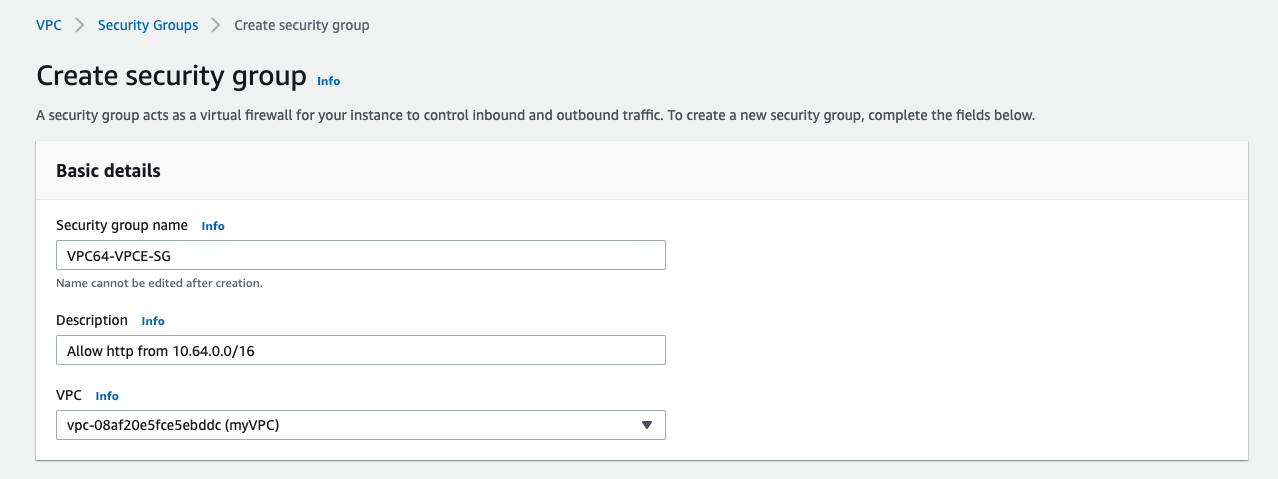 VPC > Security Groups > Create security group
Create security group Info
A security group acts as a virtual firewall for your instance to control inbound and outbound traffic. To create a new security group, complete the fields below.
Basic details
Security group name Info
VPC64-VPCE-SG
Name cannot be edited after creation.
Description Info
Allow http from 10.64.0.0/16
VPC Info
vpc-08af20e5fce5ebddc (myVPC)